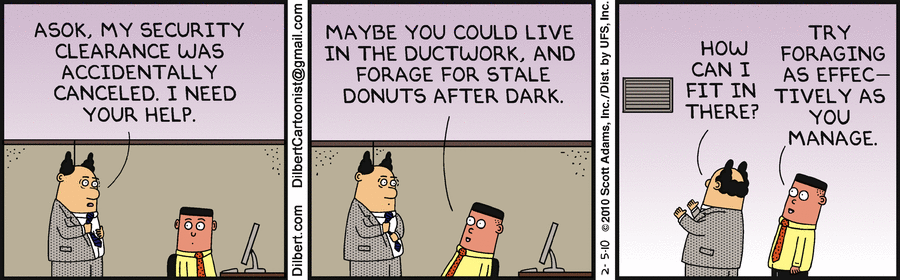 ASOK, MY SECURITY
CLEARANCE WAS
ACCIDENTALLY
CANCELED. I NEED
YOUR HELP.
Dilbert.com DilbertCartoonist@gmail.com
MAYBE YOU COULD LIVE
IN THE DUCTWORK, AND
FORAGE FOR STALE
DONUTS AFTER DARK.
2-5-10 ©2010 Scott Adams, Inc./Dist. by UFS, Inc.
HOW
CAN I
FIT IN
THERE?
TRY
FORAGING
AS EFFEC-
TIVELY AS
YOU
MANAGE.